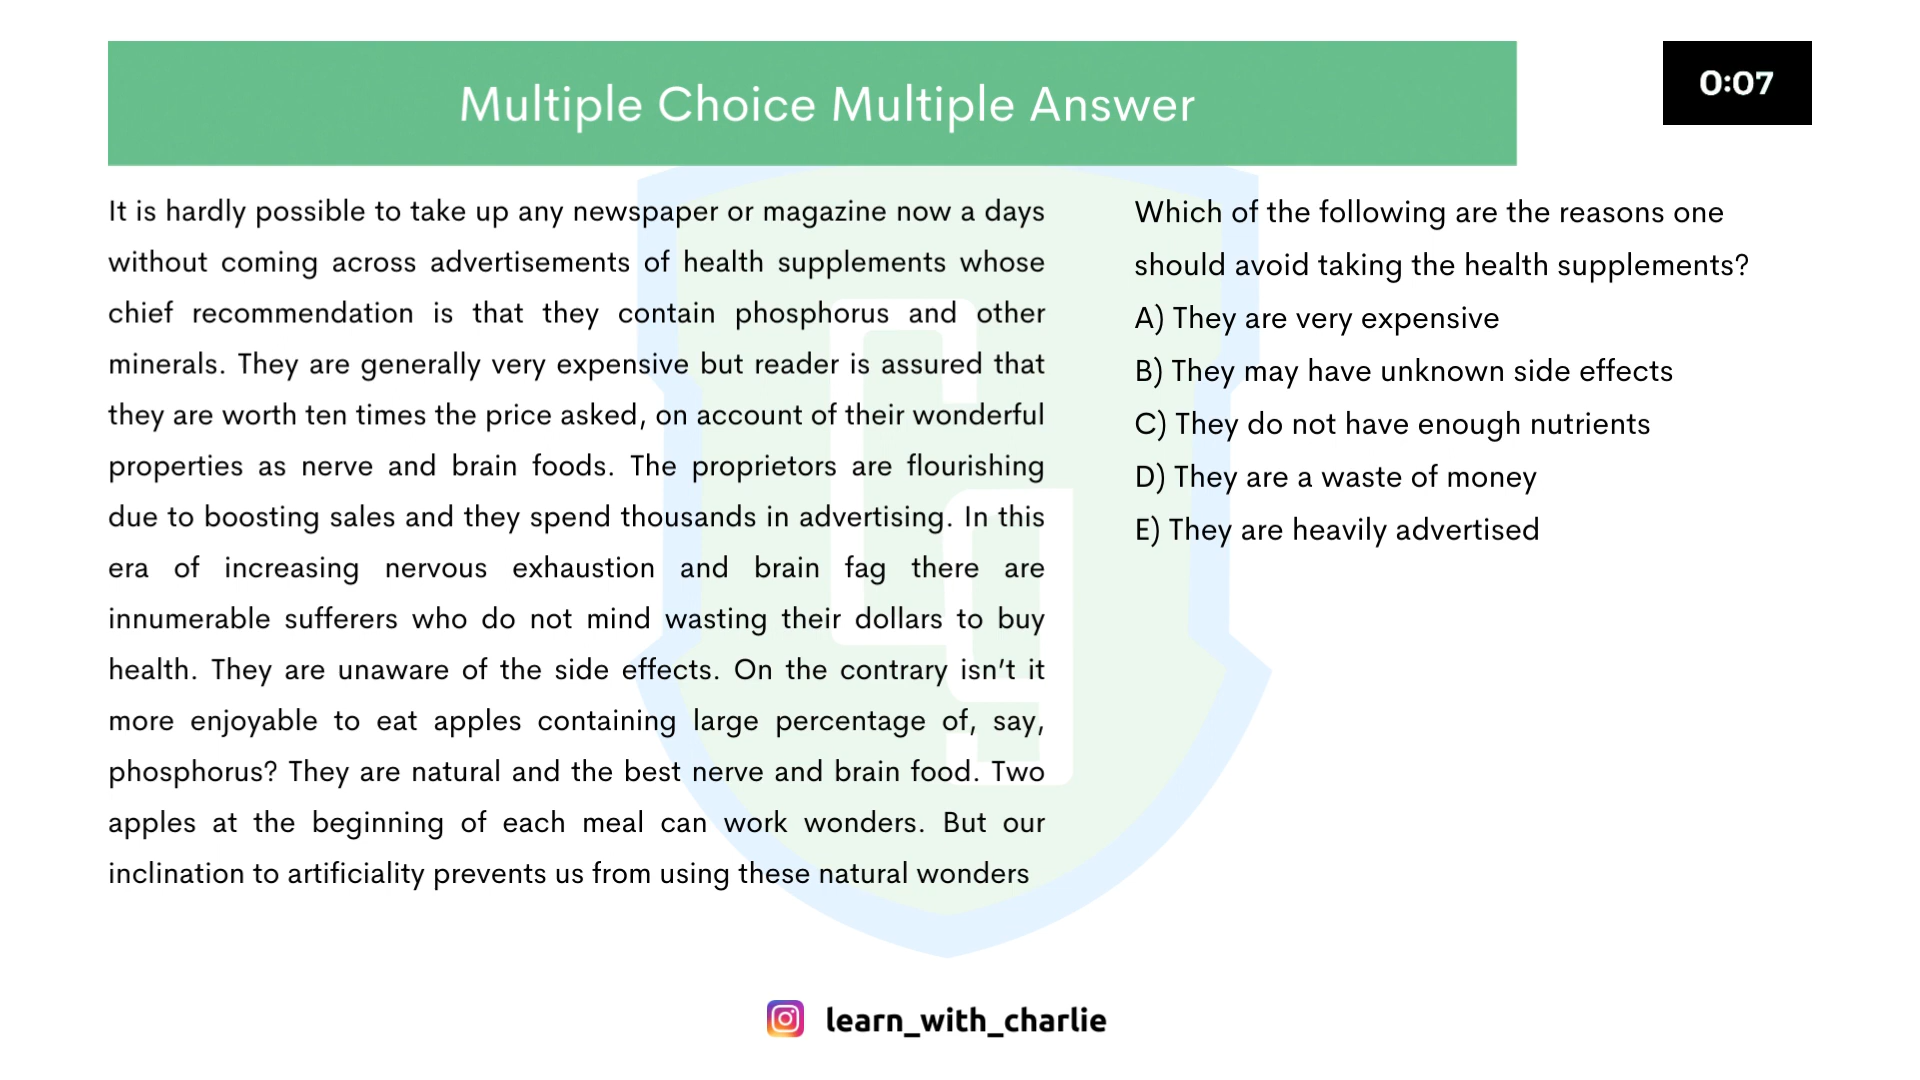 Multiple Choice Multiple Answer
0:07
It is hardly possible to take up any newspaper or magazine now a days
without coming across advertisements of health supplements whose
chief recommendation is that they contain phosphorus and other
minerals. They are generally very expensive but reader is assured that
they are worth ten times the price asked, on account of their wonderful
properties as nerve and brain foods. The proprietors are flourishing
due to boosting sales and they spend thousands in advertising. In this
era of increasing nervous exhaustion and brain fag there are
innumerable sufferers who do not mind wasting their dollars to buy
health. They are unaware of the side effects. On the contrary isn't it
more enjoyable to eat apples containing large percentage of, say,
phosphorus? They are natural and the best nerve and brain food. Two
apples at the beginning of each meal can work wonders. But our
inclination to artificiality prevents us from using these natural wonders
Which of the following are the reasons one
should avoid taking the health supplements?
A) They are very expensive
B) They may have unknown side effects
C) They do not have enough nutrients
D) They are a waste of money
E) They are heavily advertised
learn_with_charlie